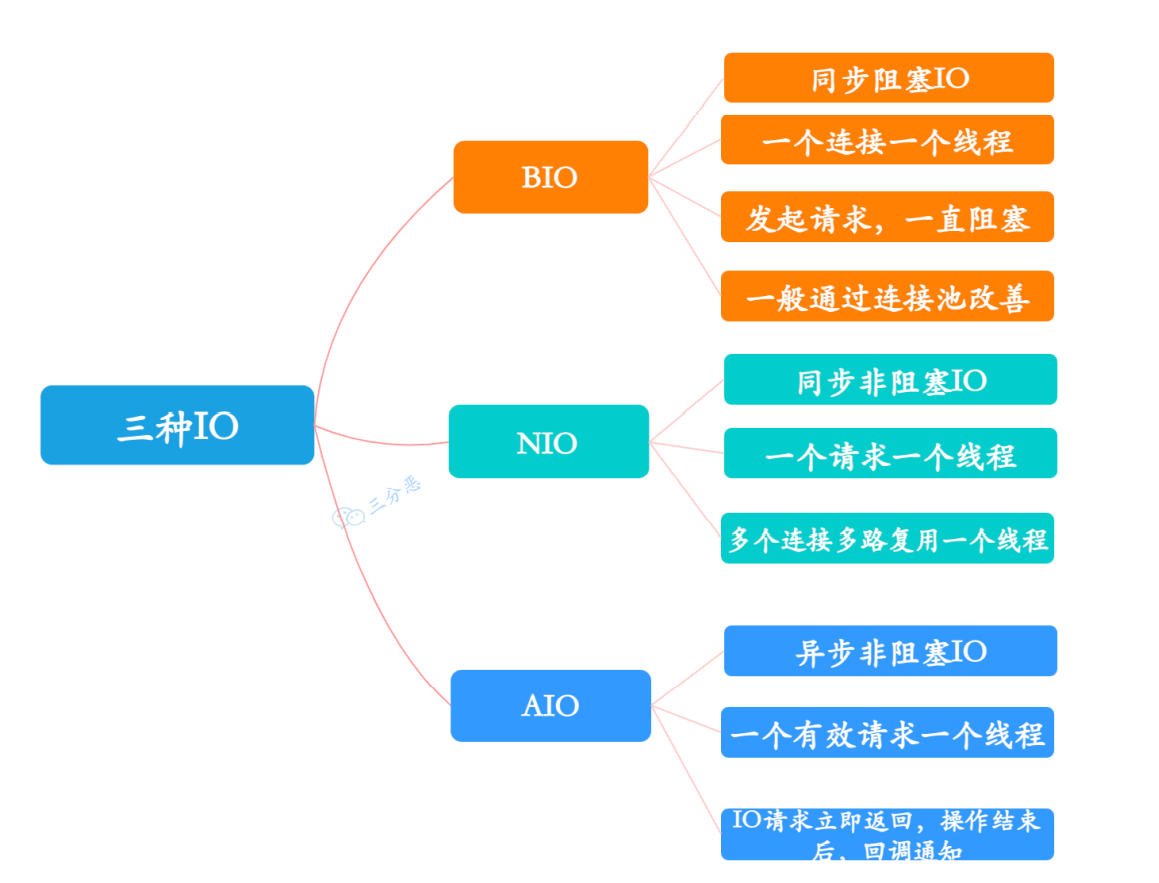 三种IO
BIO
同步阻塞IO
一个连接一个线程
发起请求，一直阻塞
一般通过连接池改善
NIO
同步非阻塞IO
一个请求一个线程
多个连接多路复用一个线程
AIO
异步非阻塞IO
一个有效请求一个线程
IO请求立即返回，操作结束
后，回调通知
三分恶